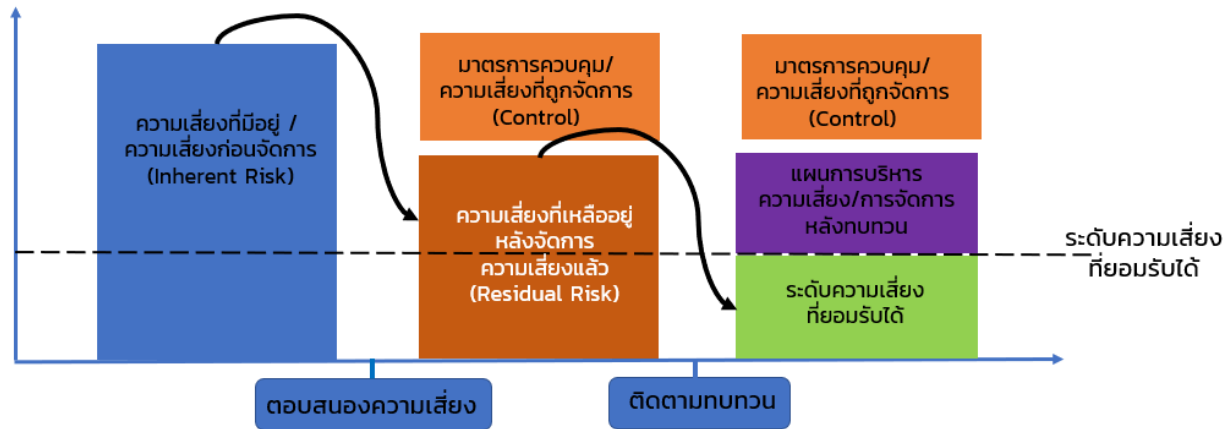 ความเสี่ยงที่มีอยู่ /
ความเสี่ยงก่อนจัดการ
(Inherent Risk)
มาตรการควบคุม/
ความเสี่ยงที่ถูกจัดการ
(Control)
ความเสี่ยงที่เหลืออยู่
หลังจัดการ
ความเสี่ยงแล้ว
(Residual Risk)
มาตรการควบคุม/
ความเสี่ยงที่ถูกจัดการ
(Control)
แผนการบริหาร
ความเสี่ยง/การจัดการ
หลังทบทวน
ระดับความเสี่ยง
ที่ยอมรับได้
ระดับความเสี่ยง
ที่ยอมรับได้
ตอบสนองความเสี่ยง
ติดตามทบทวน